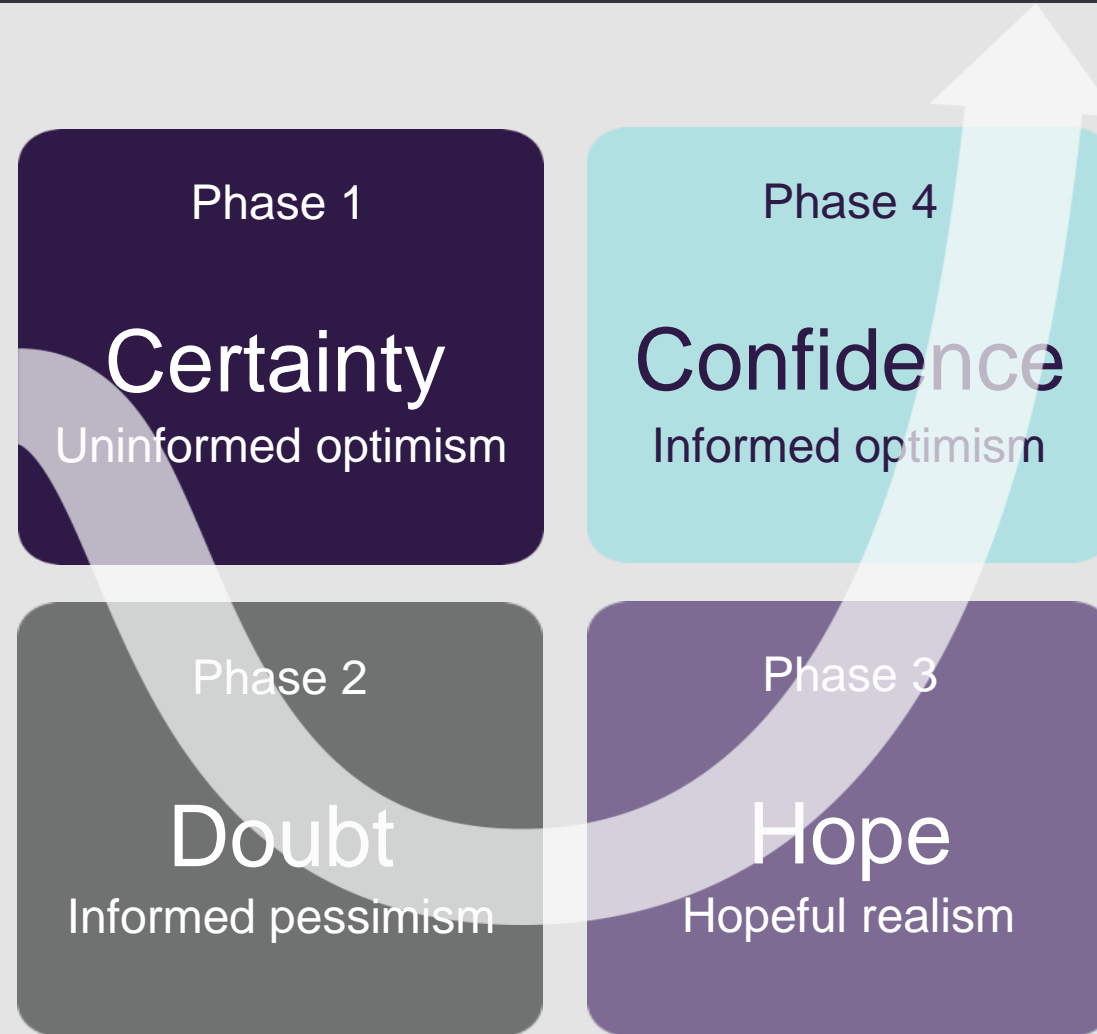 Phase 1
Certainty
Uninformed optimism
Phase 4
Confidence
Informed optimism
Phase 2
Doubt
Informed pessimism
Phase 3
Hope
Hopeful realism